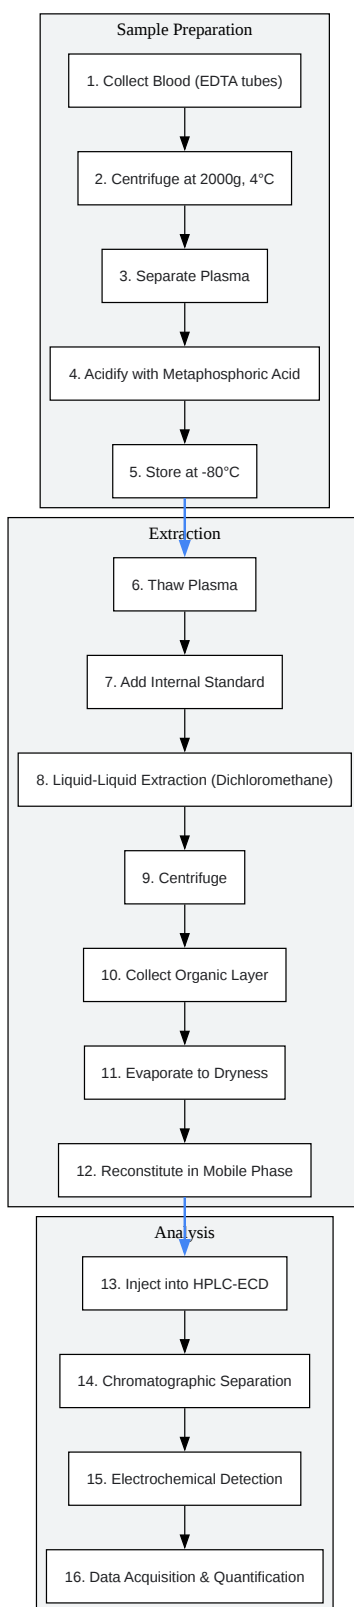 Sample Preparation
1. Collect Blood (EDTA tubes)
2. Centrifuge at 2000g, 4°C
3. Separate Plasma
4. Acidify with Metaphosphoric Acid
5. Store at -80°C
Extraction
6. Thaw Plasma
7. Add Internal Standard
8. Liquid-Liquid Extraction (Dichloromethane)
9. Centrifuge
10. Collect Organic Layer
11. Evaporate to Dryness
12. Reconstitute in Mobile Phase
Analysis
13. Inject into HPLC-ECD
14. Chromatographic Separation
15. Electrochemical Detection
16. Data Acquisition & Quantification